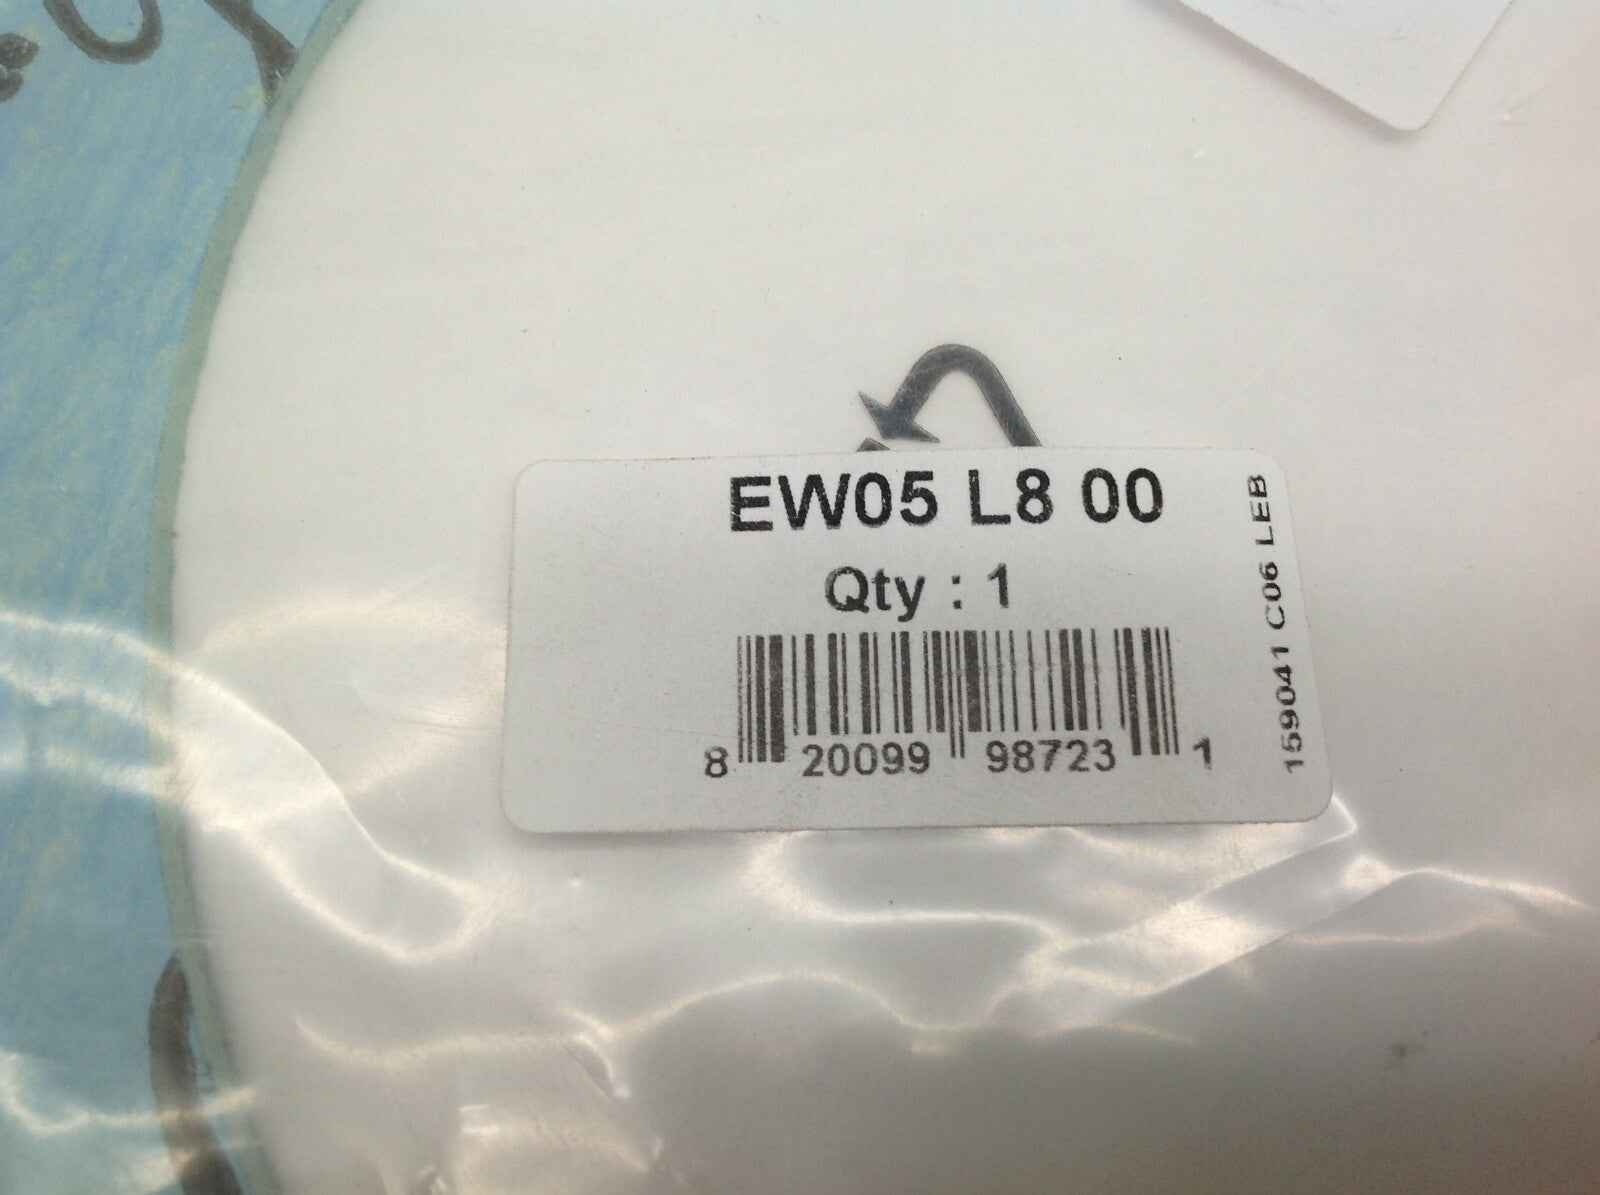 EW05 L8 00
Qty : 1
8 20099 98723 1
159041 C06 LEB